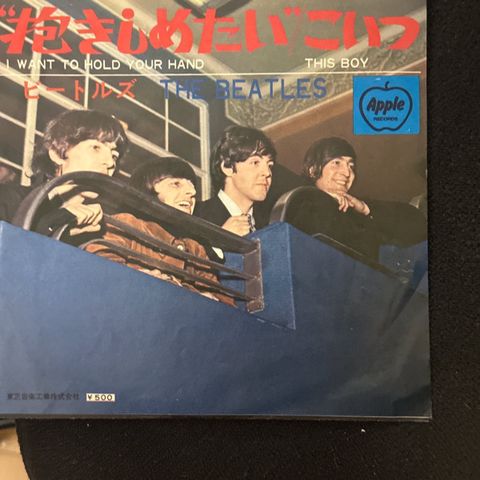 “抱きしめたい” こいつ
I WANT TO HOLD YOUR HAND THIS BOY
ビートルズ THE BEATLES
Apple
RECORDS
東芝音楽工業株式会社 ¥500